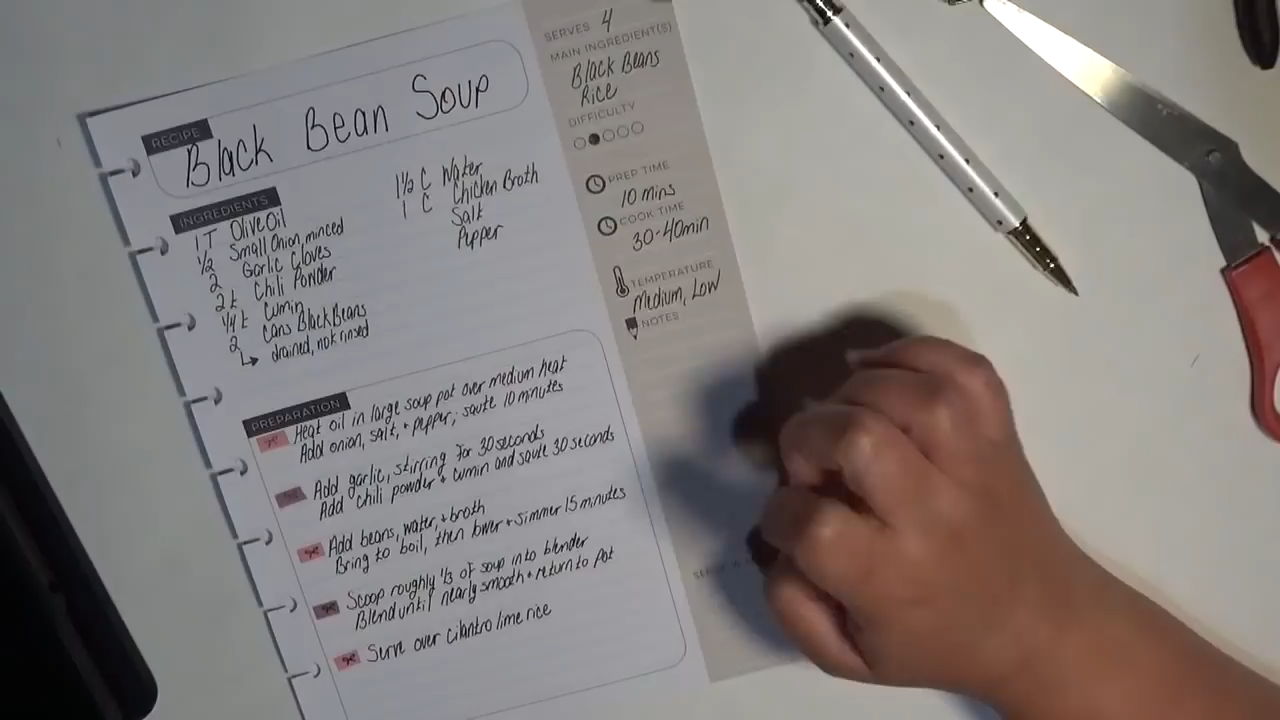 RECIPE
Black Bean Soup
INGREDIENTS
1 T Olive Oil
1/2 Small Onion, minced
2 Garlic Cloves
2 t Chili Powder
1/4 t Cumin
2 Cans Black Beans
↳ drained, not rinsed
1 1/2 C Water
1 C Chicken Broth
Salt
Pepper
PREPARATION
Heat oil in large soup pot over medium heat
Add onion, salt, + pepper; saute 10 minutes
Add garlic, stirring for 30 seconds
Add chili powder + cumin and saute 30 seconds
Add beans, water, + broth
Bring to boil, then lower + simmer 15 minutes
Scoop roughly 1/3 of soup into blender
Blend until nearly smooth + return to pot
Serve over cilantro lime rice
SERVES 4
MAIN INGREDIENT(S)
Black Beans
Rice
DIFFICULTY
PREP TIME
10 mins
COOK TIME
30-40min
TEMPERATURE
Medium, Low
NOTES
SERVE